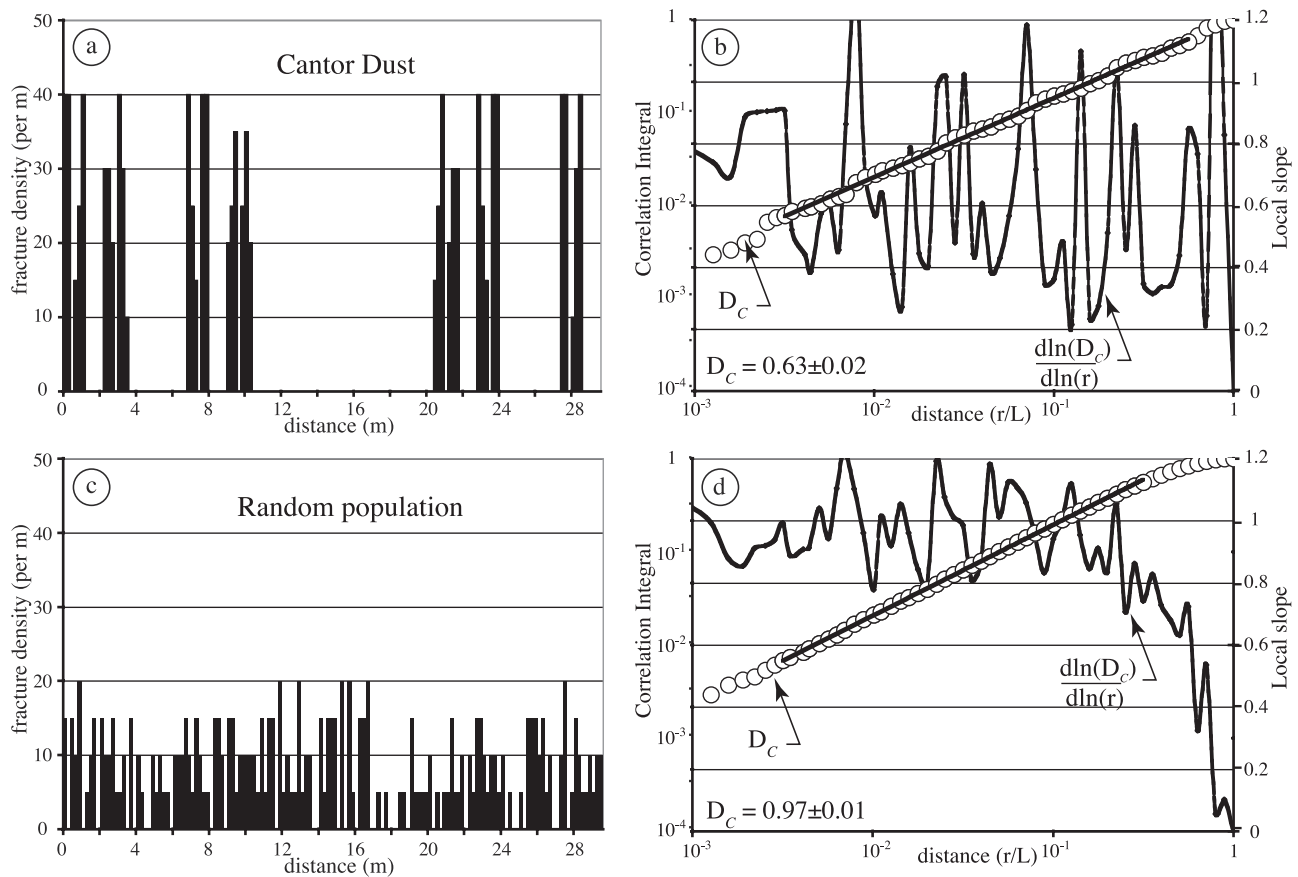 a
Cantor Dust
fracture density (per m)
50
40
30
20
10
0
0 4 8 12 16 20 24 28
distance (m)
b
Correlation Integral
1
10-1
10-2
10-3
10-4
Local slope
1.2
1
0.8
0.6
0.4
0.2
0
DC
dln(DC)
dln(r)
DC = 0.63±0.02
10-3 10-2 10-1 1
distance (r/L)
c
Random population
fracture density (per m)
50
40
30
20
10
0
0 4 8 12 16 20 24 28
distance (m)
d
Correlation Integral
1
10-1
10-2
10-3
10-4
Local slope
1.2
1
0.8
0.6
0.4
0.2
0
DC
dln(DC)
dln(r)
DC = 0.97±0.01
10-3 10-2 10-1 1
distance (r/L)